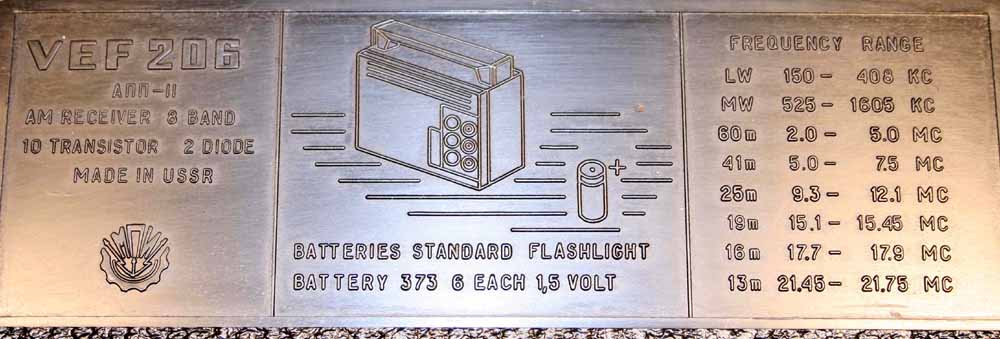 VEF 206
АПП-II
AM RECEIVER 8 BAND
10 TRANSISTOR 2 DIODE
MADE IN USSR
+
BATTERIES STANDARD FLASHLIGHT
BATTERY 373 6 EACH 1,5 VOLT
FREQUENCY RANGE
LW 150 - 408 KC
MW 525 - 1605 KC
60m 2.0 - 5.0 MC
41m 5.0 - 7.5 MC
25m 9.3 - 12.1 MC
19m 15.1 - 15.45 MC
16m 17.7 - 17.9 MC
13m 21.45 - 21.75 MC